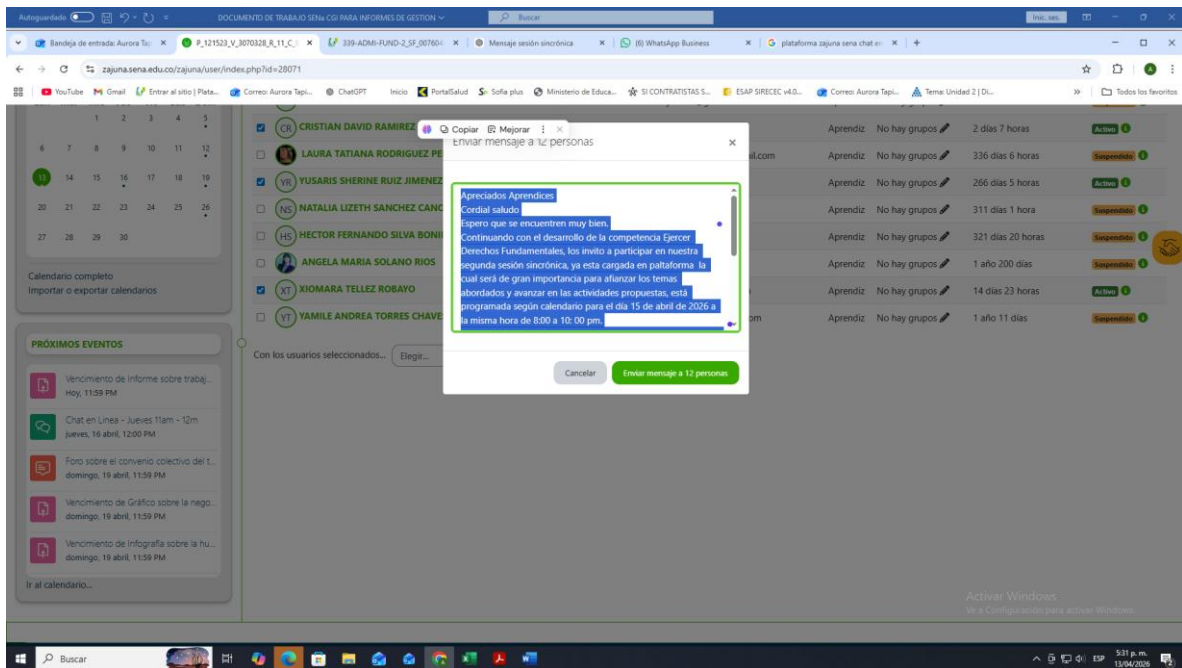 Autoguardado
DOCUMENTO DE TRABAJO SENa CGI PARA INFORMES DE GESTION
Buscar
Inic. ses.
Bandeja de entrada: Aurora Ta
P_121523_V_3070328_R_11_C_
339-ADMI-FUND-2_SF_007604
Mensaje sesión sincrónica
(6) WhatsApp Business
plataforma zajuna sena chat en
zajuna.sena.edu.co/zajuna/user/index.php?id=28071
YouTube
Gmail
Entrar al sitio | Plata...
Correo: Aurora Tapi...
ChatGPT
Inicio
PortalSalud
Sofia plus
Ministerio de Educa...
SI CONTRATISTAS S...
ESAP SIRECEC v4.0...
Correo: Aurora Tapi...
Tema: Unidad 2 | Di...
Todos los favoritos
1 2 3 4 5
6 7 8 9 10 11 12
13 14 15 16 17 18 19
20 21 22 23 24 25 26
27 28 29 30
Calendario completo
Importar o exportar calendarios
PRÓXIMOS EVENTOS
Vencimiento de Informe sobre trabaj...
Hoy, 11:59 PM
Chat en Linea - Jueves 11am - 12m
jueves, 16 abril, 12:00 PM
Foro sobre el convenio colectivo del t...
domingo, 19 abril, 11:59 PM
Vencimiento de Gráfico sobre la nego...
domingo, 19 abril, 11:59 PM
Vencimiento de Infografía sobre la hu...
domingo, 19 abril, 11:59 PM
Ir al calendario...
CR CRISTIAN DAVID RAMIREZ Aprendiz No hay grupos 2 días 7 horas Activo
LAURA TATIANA RODRIGUEZ PE il.com Aprendiz No hay grupos 336 días 6 horas Suspendido
YR YUSARIS SHERINE RUIZ JIMENEZ Aprendiz No hay grupos 266 días 5 horas Activo
NS NATALIA LIZETH SANCHEZ CANC Aprendiz No hay grupos 311 días 1 hora Suspendido
HS HECTOR FERNANDO SILVA BONI Aprendiz No hay grupos 321 días 20 horas Suspendido
ANGELA MARIA SOLANO RIOS Aprendiz No hay grupos 1 año 200 días Suspendido
XT XIOMARA TELLEZ ROBAYO Aprendiz No hay grupos 14 días 23 horas Activo
YT YAMILE ANDREA TORRES CHAVE om Aprendiz No hay grupos 1 año 11 días Suspendido
Con los usuarios seleccionados... Elegir...
Copiar Mejorar
Enviar mensaje a 12 personas
Apreciados Aprendices
Cordial saludo
Espero que se encuentren muy bien.
Continuando con el desarrollo de la competencia Ejercer
Derechos Fundamentales, los invito a participar en nuestra
segunda sesión sincrónica, ya esta cargada en paltaforma la
cual será de gran importancia para afianzar los temas
abordados y avanzar en las actividades propuestas, está
programada según calendario para el día 15 de abril de 2026 a
la misma hora de 8:00 a 10: 00 pm.
Cancelar
Enviar mensaje a 12 personas
Activar Windows
Ve a Configuración para activar Windows.
Buscar
ESP
5:31 p. m.
13/04/2026